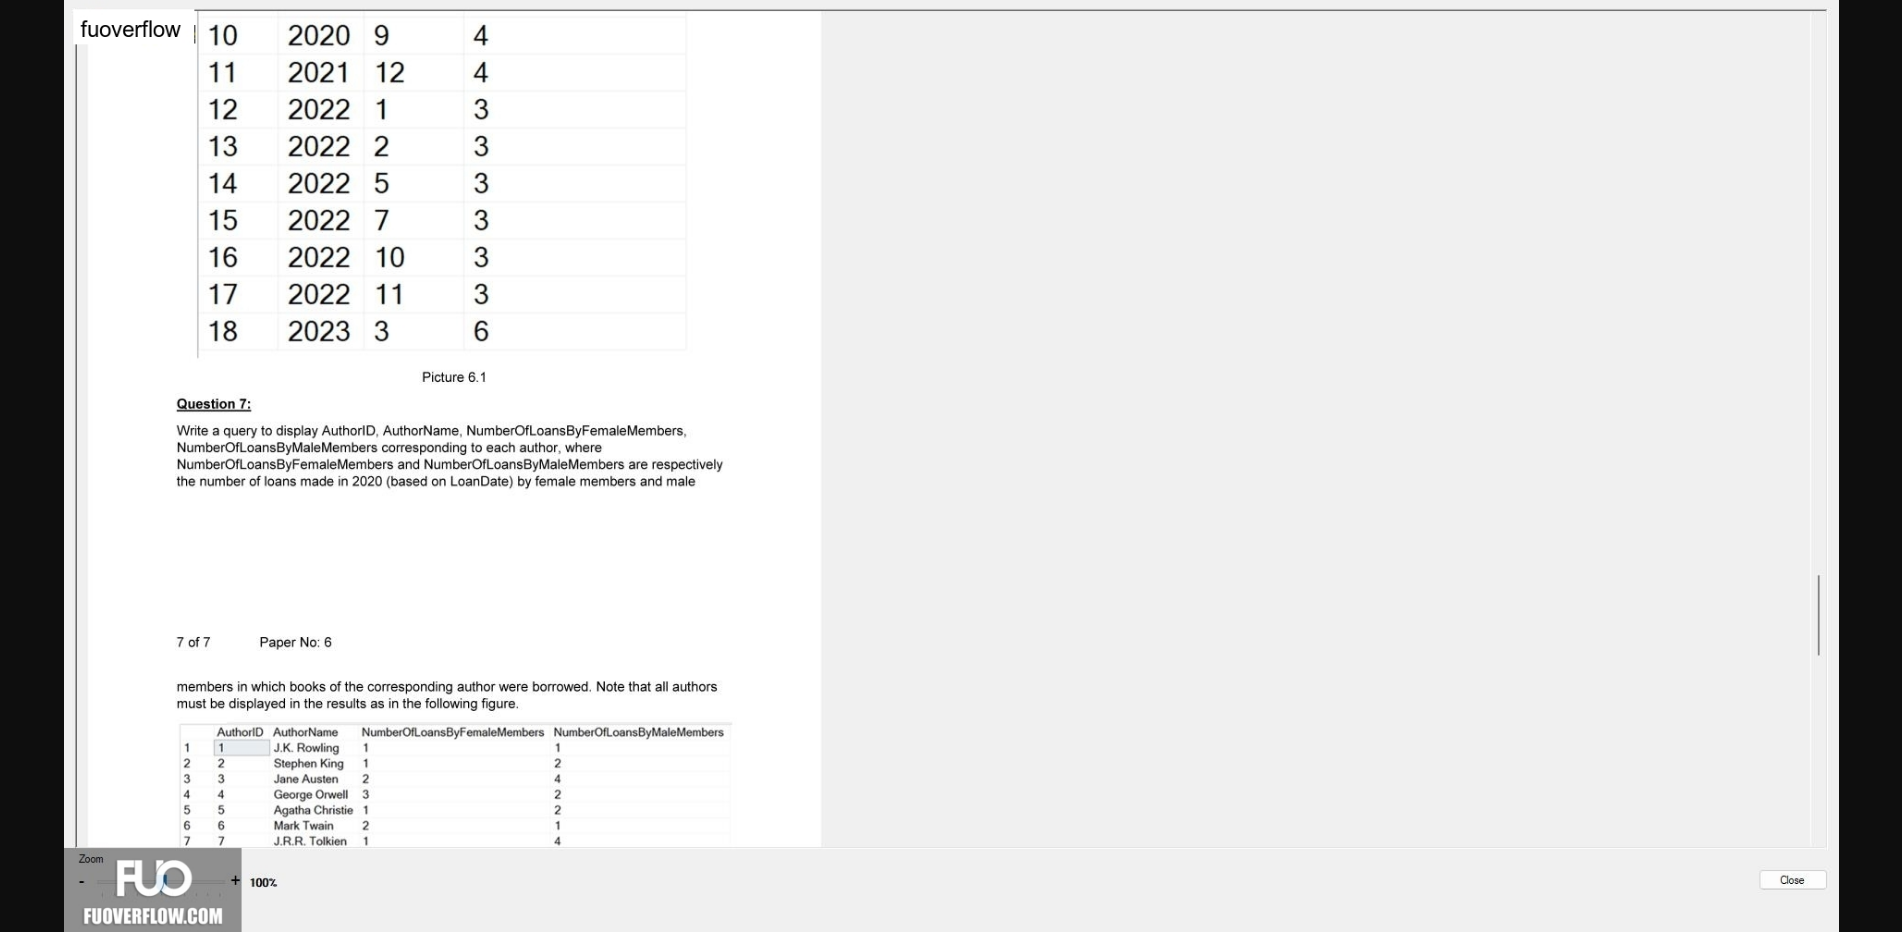 fuoverflow
10 2020 9 4
11 2021 12 4
12 2022 1 3
13 2022 2 3
14 2022 5 3
15 2022 7 3
16 2022 10 3
17 2022 11 3
18 2023 3 6
Picture 6.1
Question 7:
Write a query to display AuthorID, AuthorName, NumberOfLoansByFemaleMembers,
NumberOfLoansByMaleMembers corresponding to each author, where
NumberOfLoansByFemaleMembers and NumberOfLoansByMaleMembers are respectively
the number of loans made in 2020 (based on LoanDate) by female members and male
7 of 7 Paper No: 6
members in which books of the corresponding author were borrowed. Note that all authors
must be displayed in the results as in the following figure.
AuthorID AuthorName NumberOfLoansByFemaleMembers NumberOfLoansByMaleMembers
1 1 J.K. Rowling 1 1
2 2 Stephen King 1 2
3 3 Jane Austen 2 4
4 4 George Orwell 3 2
5 5 Agatha Christie 1 2
6 6 Mark Twain 2 1
7 7 J.R.R. Tolkien 1 4
Zoom
- + 100%
Close
FUO
FUOVERFLOW.COM